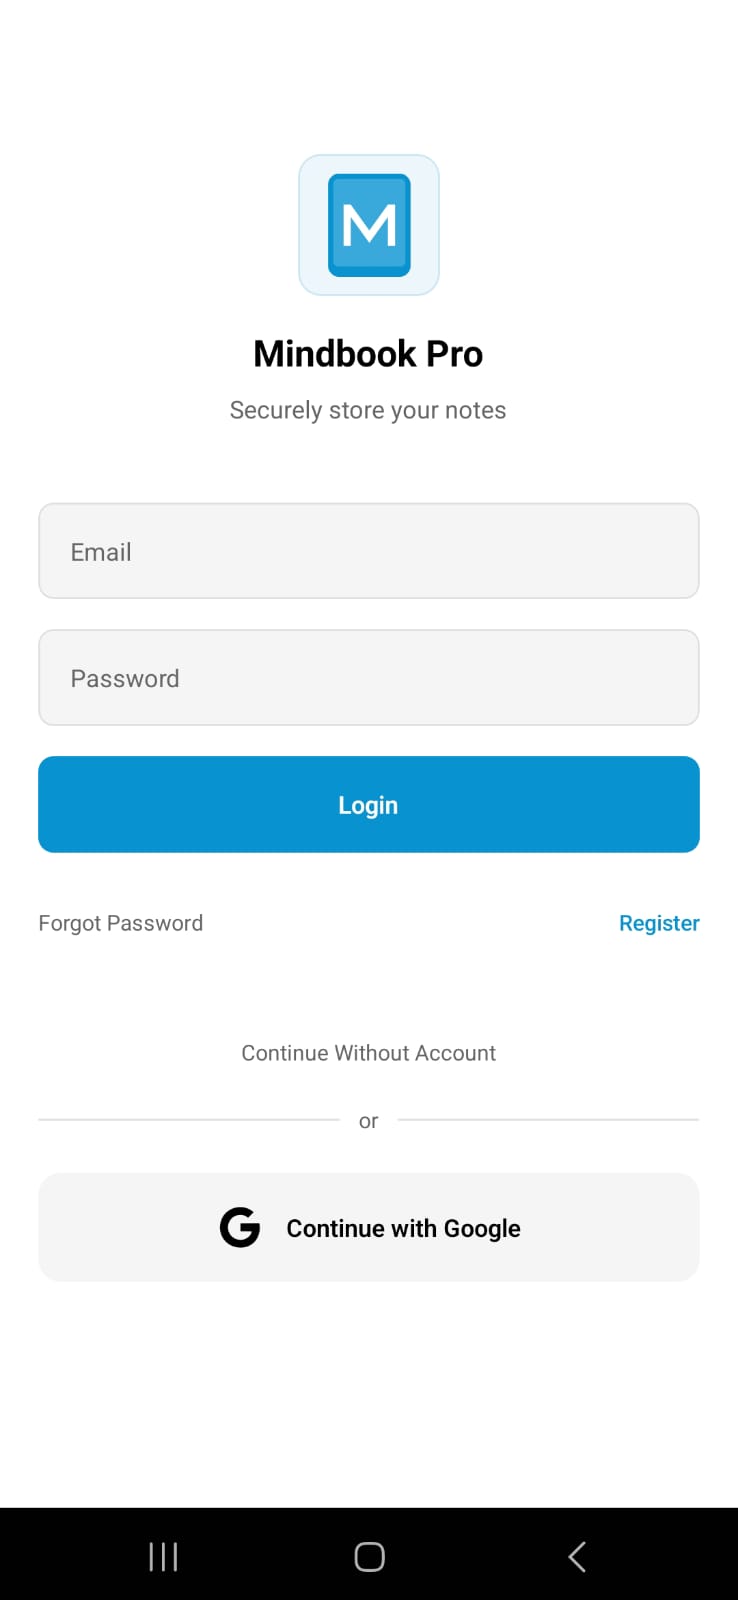 M
Mindbook Pro
Securely store your notes
Email
Password
Login
Forgot Password
Register
Continue Without Account
or
G Continue with Google